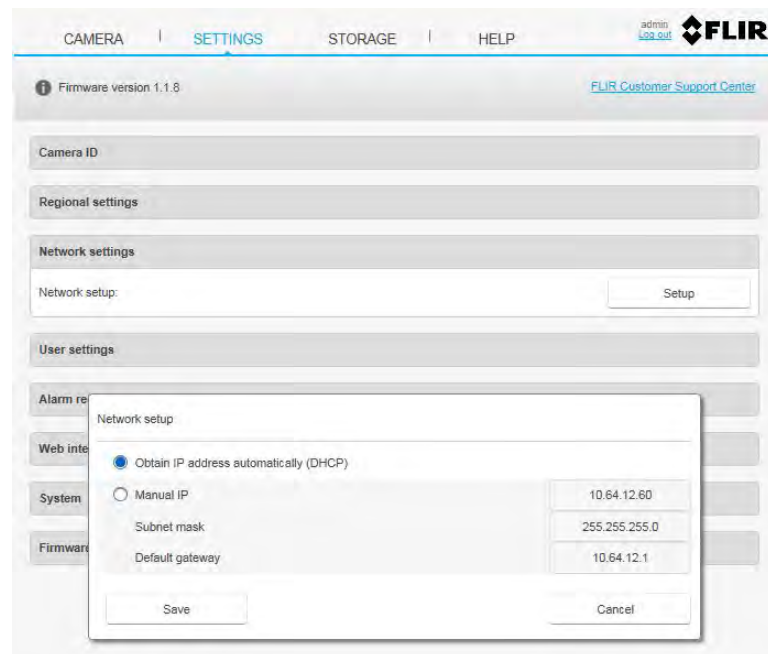 CAMERA | SETTINGS STORAGE | HELP
admin
Log out
FLIR
Firmware version 1.1.8 FLIR Customer Support Center
Camera ID
Regional settings
Network settings
Network setup: Setup
User settings
Alarm re
Network setup
Web inte
Obtain IP address automatically (DHCP)
System
Manual IP 10.64.12.60
Subnet mask 255.255.255.0
Firmware
Default gateway 10.64.12.1
Save Cancel